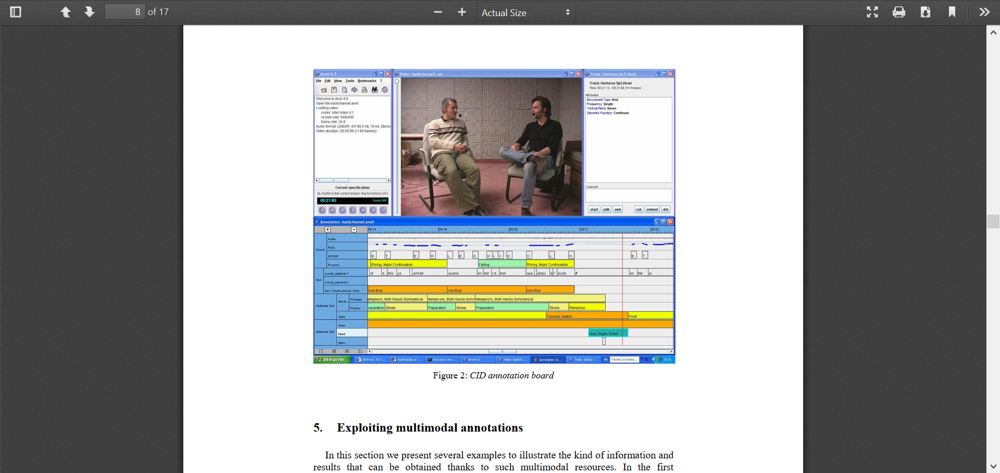 8 of 17
Actual Size
Anvil 4.5
File Edit View Tools Bookmarks ?
Welcome to Anvil 4.5
Open file backchannel.anvil
Loading video:
codec: Intel Indeo 4.1
screen size: 640x480
frame rate: 25.0
Audio format: LINEAR, 44100.0 Hz, 16-bit, Stereo
Video duration: 00:45:96 (1148 frames)
Current specification:
le-multimodal-corpora\spec-backchannel.xml
00:21:60 frame 540
Video: backchannel1.avi
Track: Gestures Sp2.Head
Track: Gestures Sp2.Head
Time: 00:21:12 - 00:21:68 (14 frames)
Attributes
Mouvement Type: Nod
Frequency: Single
Vertical Plane: Down
Semantic Function: Continuer
Comment
start edit end cut extend del
Annotation: backchannel.anvil
+ − 00:18 00:19 00:20 00:21 00:22
Sound
Audio
Pitch
INTSINT B T B H L B S H L U B U L H B T
Prosody Rising, Major Continuation Falling Rising, Major Continuation
Text
words_speaker1 et d.. fois ça arrivait quand en fait c'e.. bon qua.. allais à l' école # en fait je
words_speaker2
Turn Constructional Units non-final non-final non-final
Gestures Sp1
Hands
Phrases etaphoric, Both Hands Symmetrical Metaphoric, Both Hands Symm Metaphoric, Both Hands Symmetrical
Phases reparation Stroke Preparation Stroke Preparation Stroke Retraction
Gaze Towards partner Front
Gestures Sp2
Gaze
Head Nod, Single, Down
Apex
démarrer (Non lus : 6) Y... multimodal cor... Raccourci ver... Anvil 4.5 Video: backch... Annotation: b... Track: Gestur... FR Termes à recherc... 10:31
Figure 2: CID annotation board
5. Exploiting multimodal annotations
In this section we present several examples to illustrate the kind of information and
results that can be obtained thanks to such multimodal resources. In the first